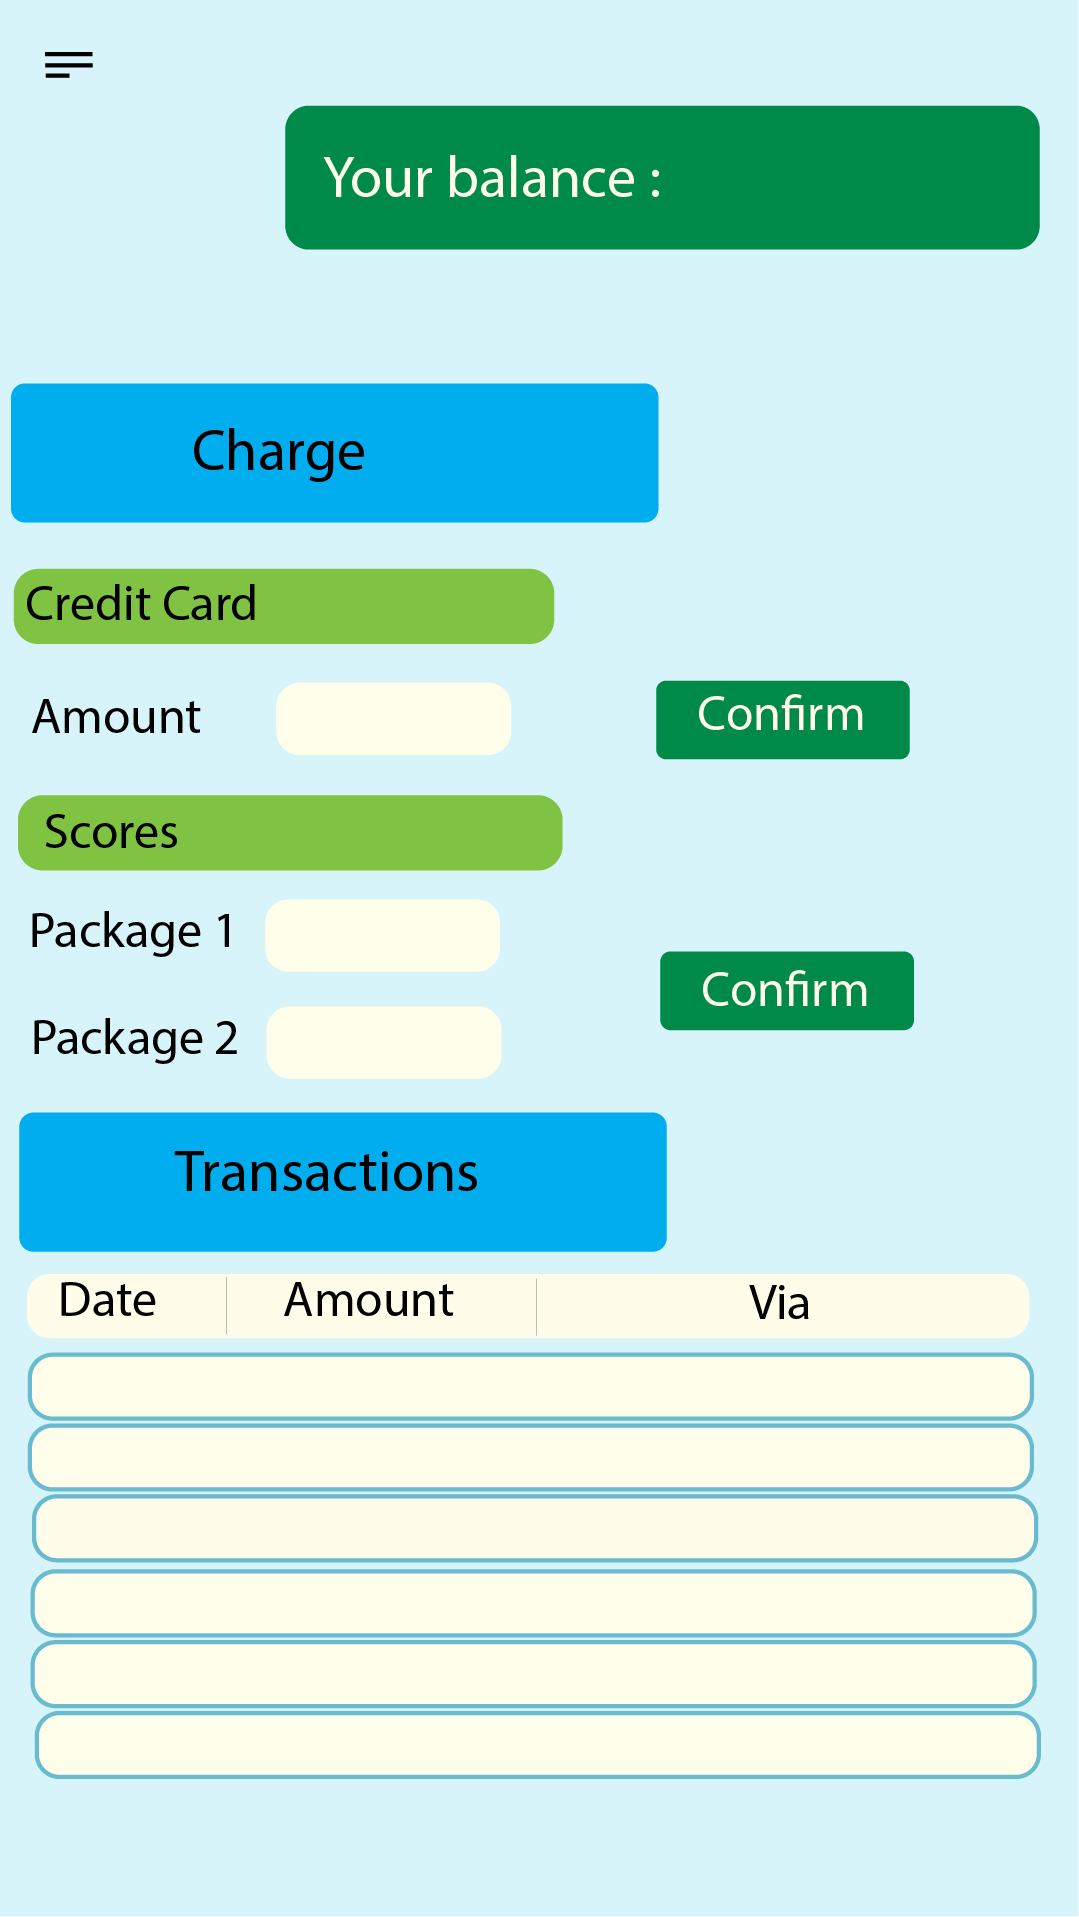 Your balance :
Charge
Credit Card
Amount
Confirm
Scores
Package 1
Confirm
Package 2
Transactions
Date Amount Via